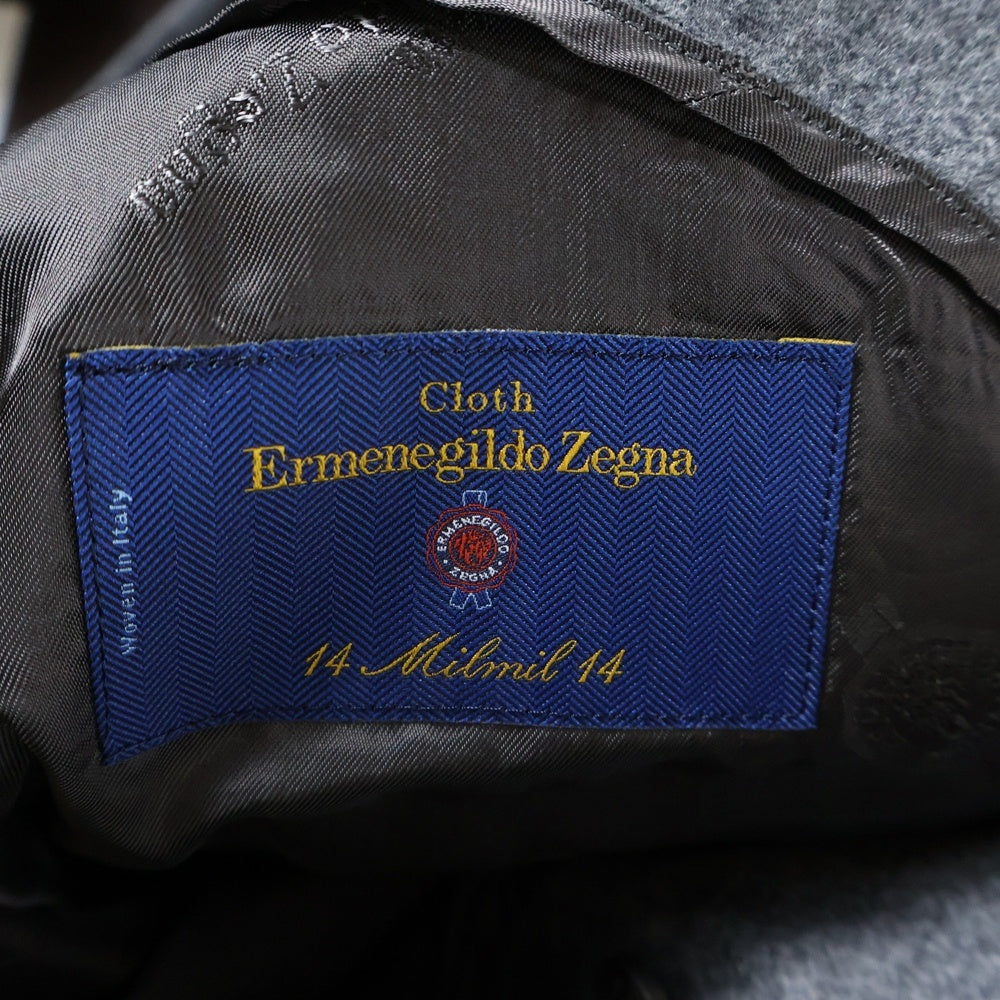 Cloth
Ermenegildo Zegna
ERMENEGILDO
ZEGNA
14 Milmil 14
Woven in Italy